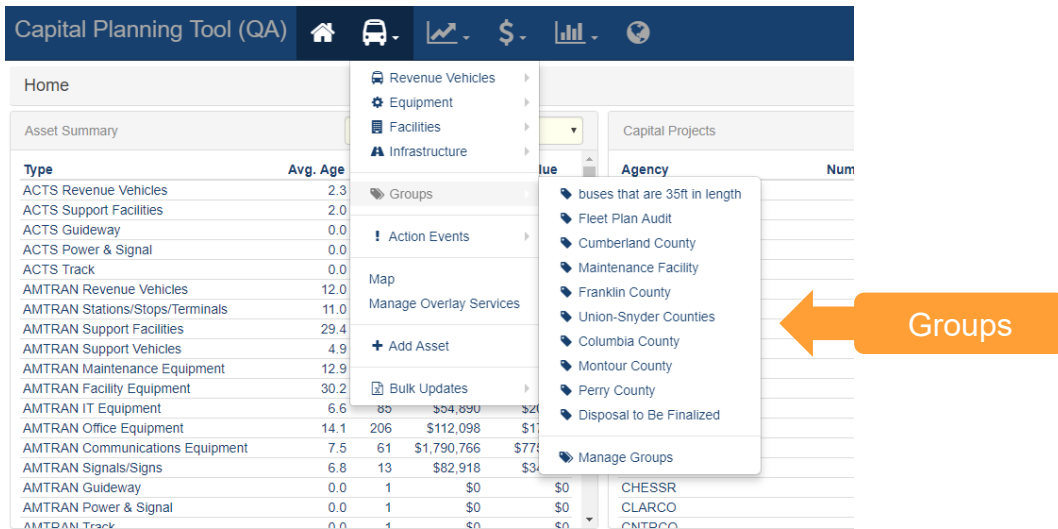 Capital Planning Tool (QA)
Home
Revenue Vehicles
Equipment
Facilities
Infrastructure
Groups
Action Events
Map
Manage Overlay Services
Add Asset
Bulk Updates
buses that are 35ft in length
Fleet Plan Audit
Cumberland County
Maintenance Facility
Franklin County
Union-Snyder Counties
Columbia County
Montour County
Perry County
Disposal to Be Finalized
Manage Groups
Groups
Asset Summary
Type Avg. Age
ACTS Revenue Vehicles 2.3
ACTS Support Facilities 2.0
ACTS Guideway 0.0
ACTS Power & Signal 0.0
ACTS Track 0.0
AMTRAN Revenue Vehicles 12.0
AMTRAN Stations/Stops/Terminals 11.0
AMTRAN Support Facilities 29.4
AMTRAN Support Vehicles 4.9
AMTRAN Maintenance Equipment 12.9
AMTRAN Facility Equipment 30.2
AMTRAN IT Equipment 6.6 85 $54,890
AMTRAN Office Equipment 14.1 206 $112,098
AMTRAN Communications Equipment 7.5 61 $1,790,766
AMTRAN Signals/Signs 6.8 13 $82,918
AMTRAN Guideway 0.0 1 $0 $0
AMTRAN Power & Signal 0.0 1 $0 $0
AMTRAN Track 0.0 1 $0 $0
Capital Projects
Agency
CHESSR
CLARCO
CNTRCO